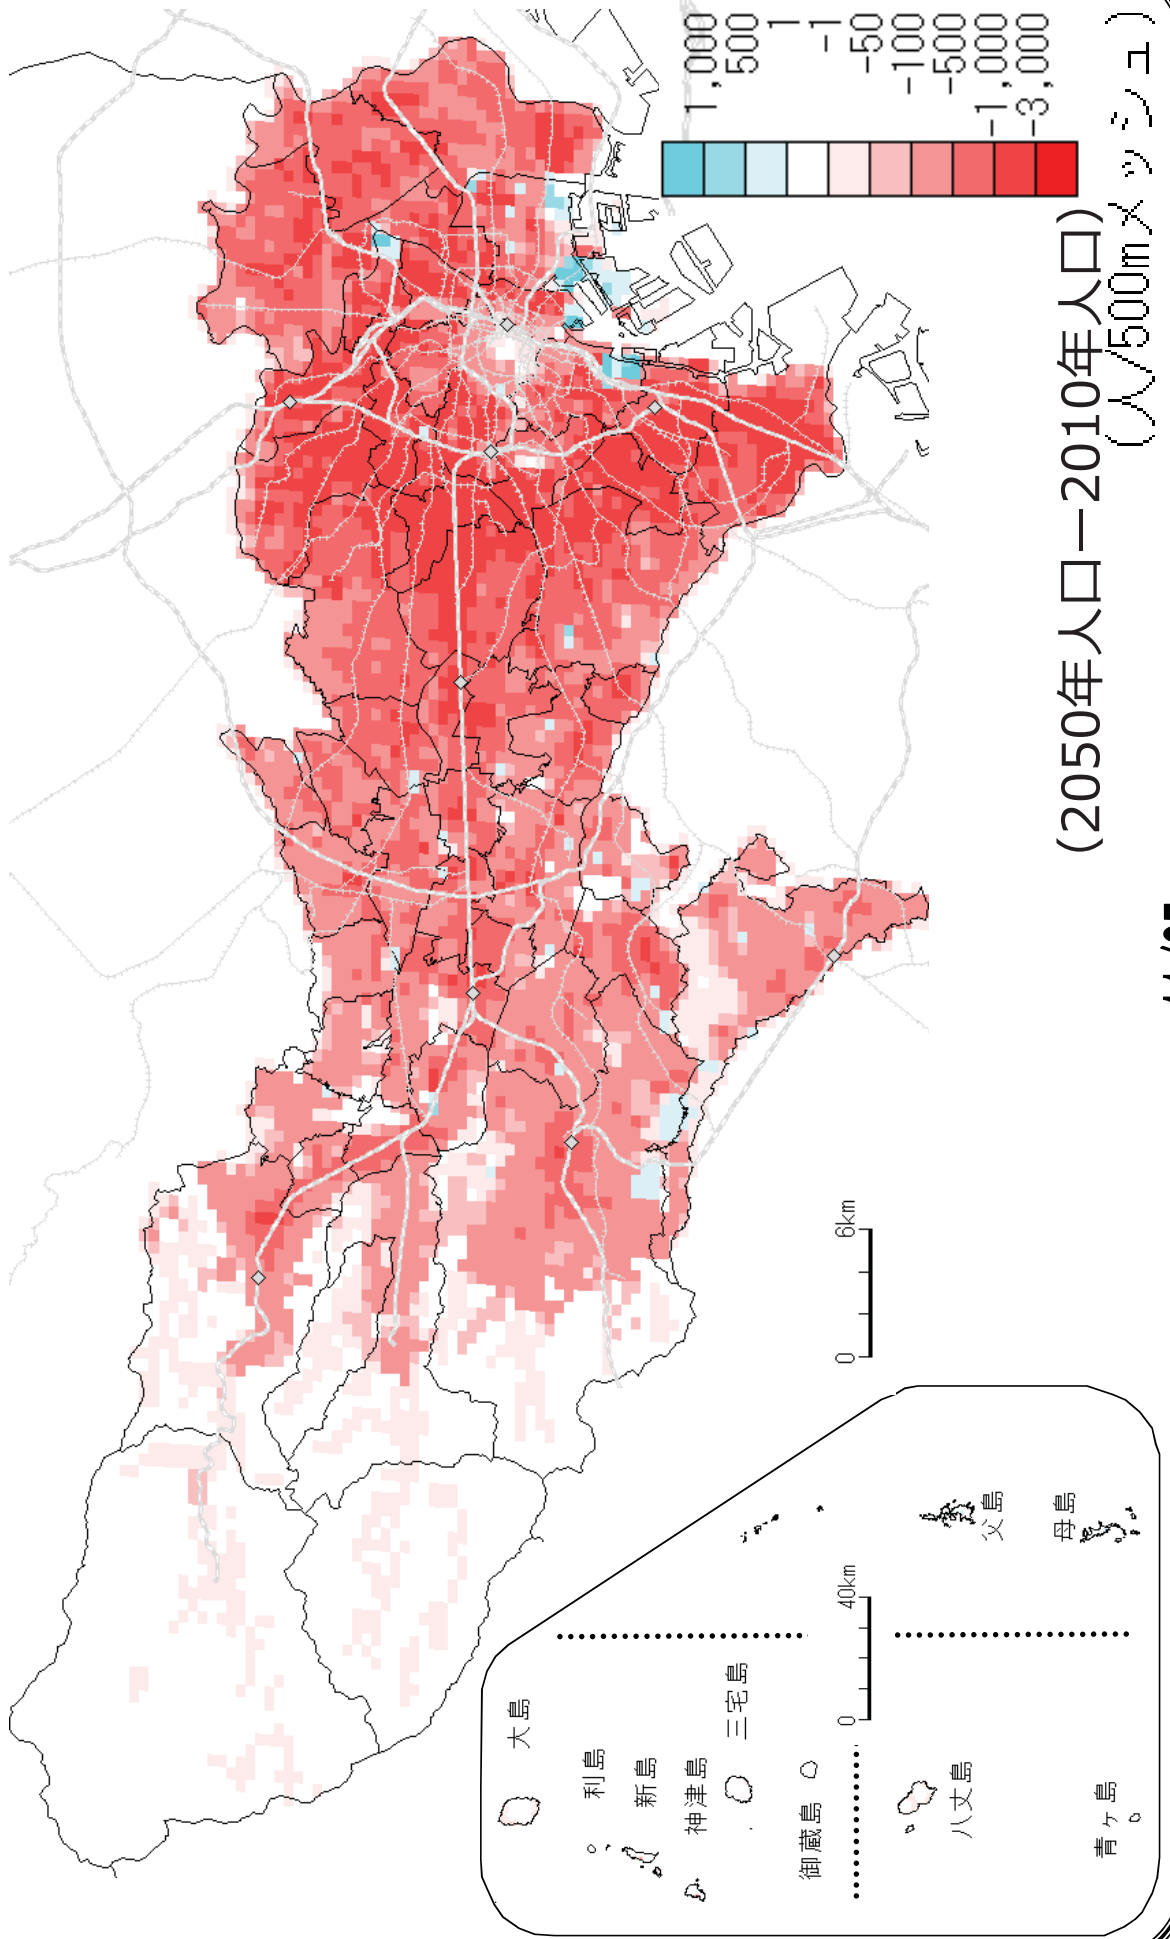 1,000
500
1
-1
-50
-100
-500
-1,000
-3,000
(人/500mメッシュ)
(2050年人口ー2010年人口)
0 6km
0 40km
大島
利島
新島
神津島
三宅島
御蔵島
八丈島
青ヶ島
父島
母島